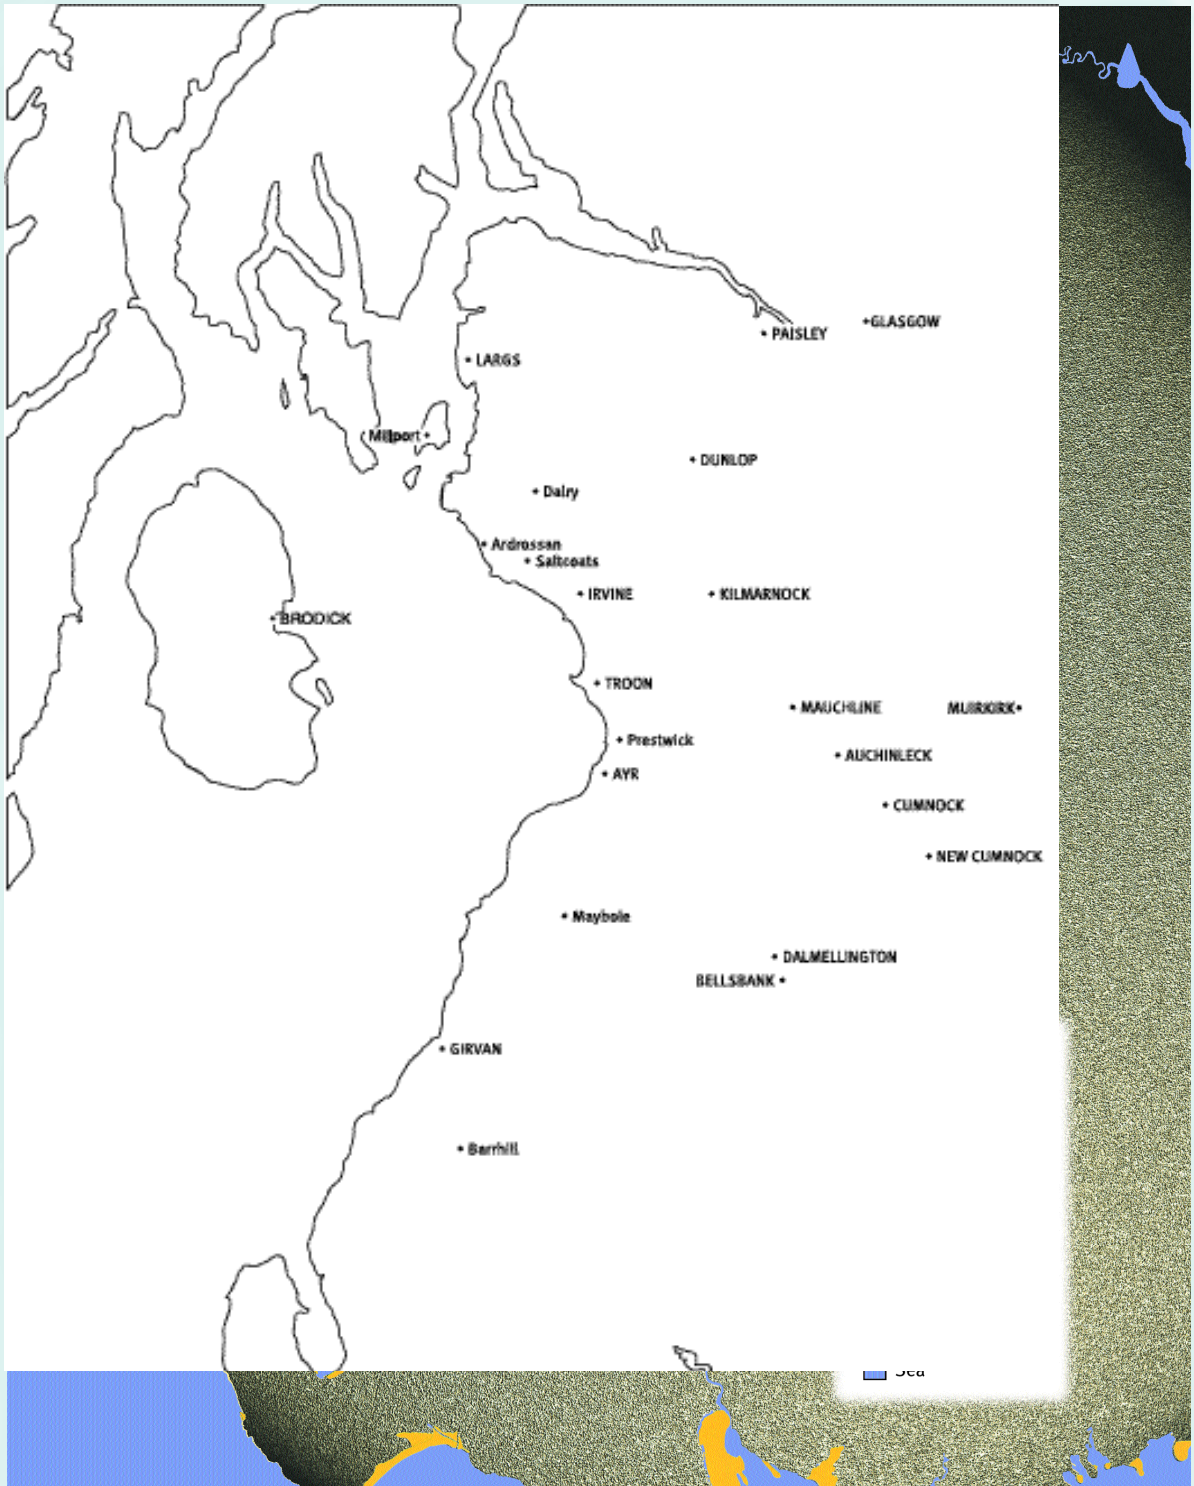 GLASGOW
PAISLEY
LARGS
Millport
DUNLOP
Dalry
Ardrossan
Saltcoats
IRVINE
KILMARNOCK
BRODICK
TROON
MAUCHLINE
MUIRKIRK
Prestwick
AUCHINLECK
AYR
CUMNOCK
NEW CUMNOCK
Maybole
DALMELLINGTON
BELLSBANK
GIRVAN
Barrhill
Sea